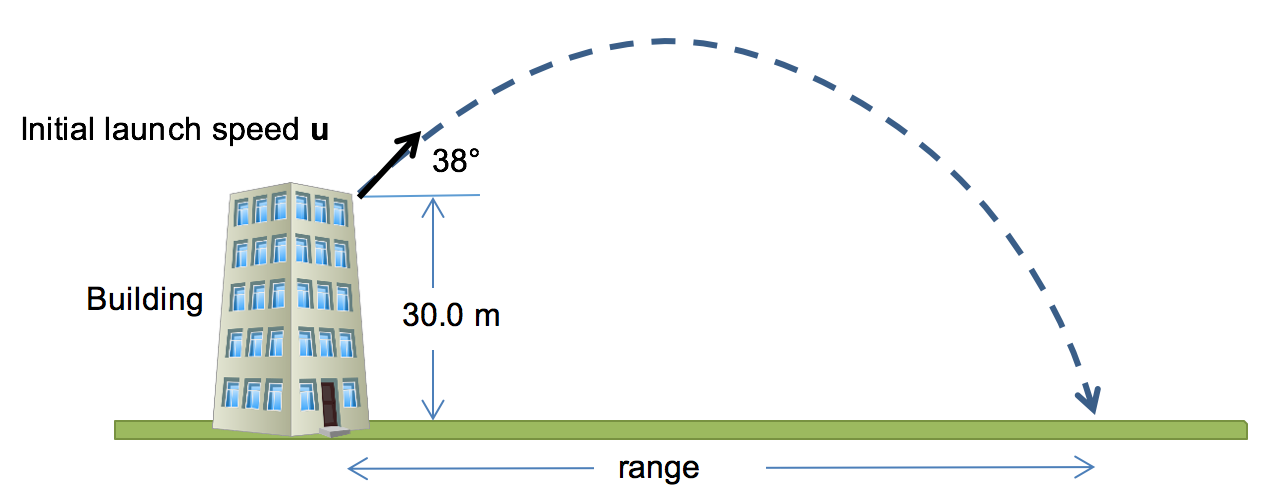 Initial launch speed u
38°
Building
30.0 m
range